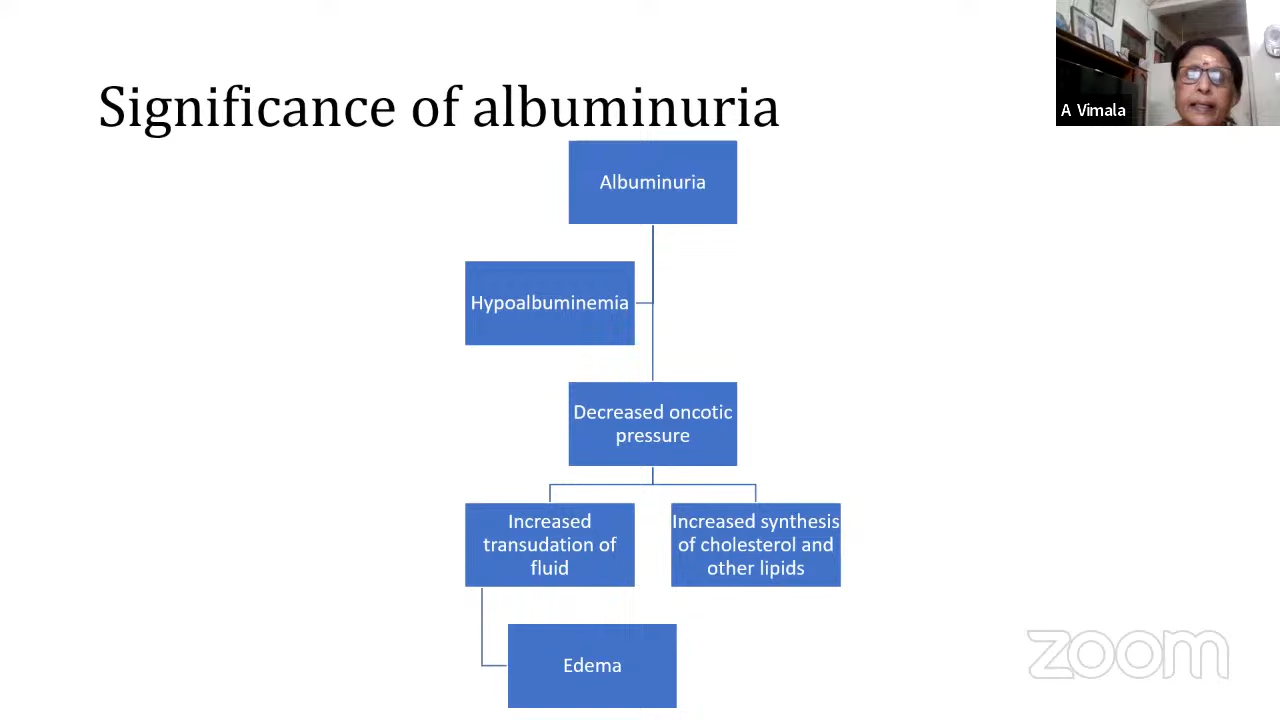 Significance of albuminuria
A Vimala
Albuminuria
Hypoalbuminemia
Decreased oncotic
pressure
Increased
transudation of
fluid
Increased synthesis
of cholesterol and
other lipids
Edema
zoom